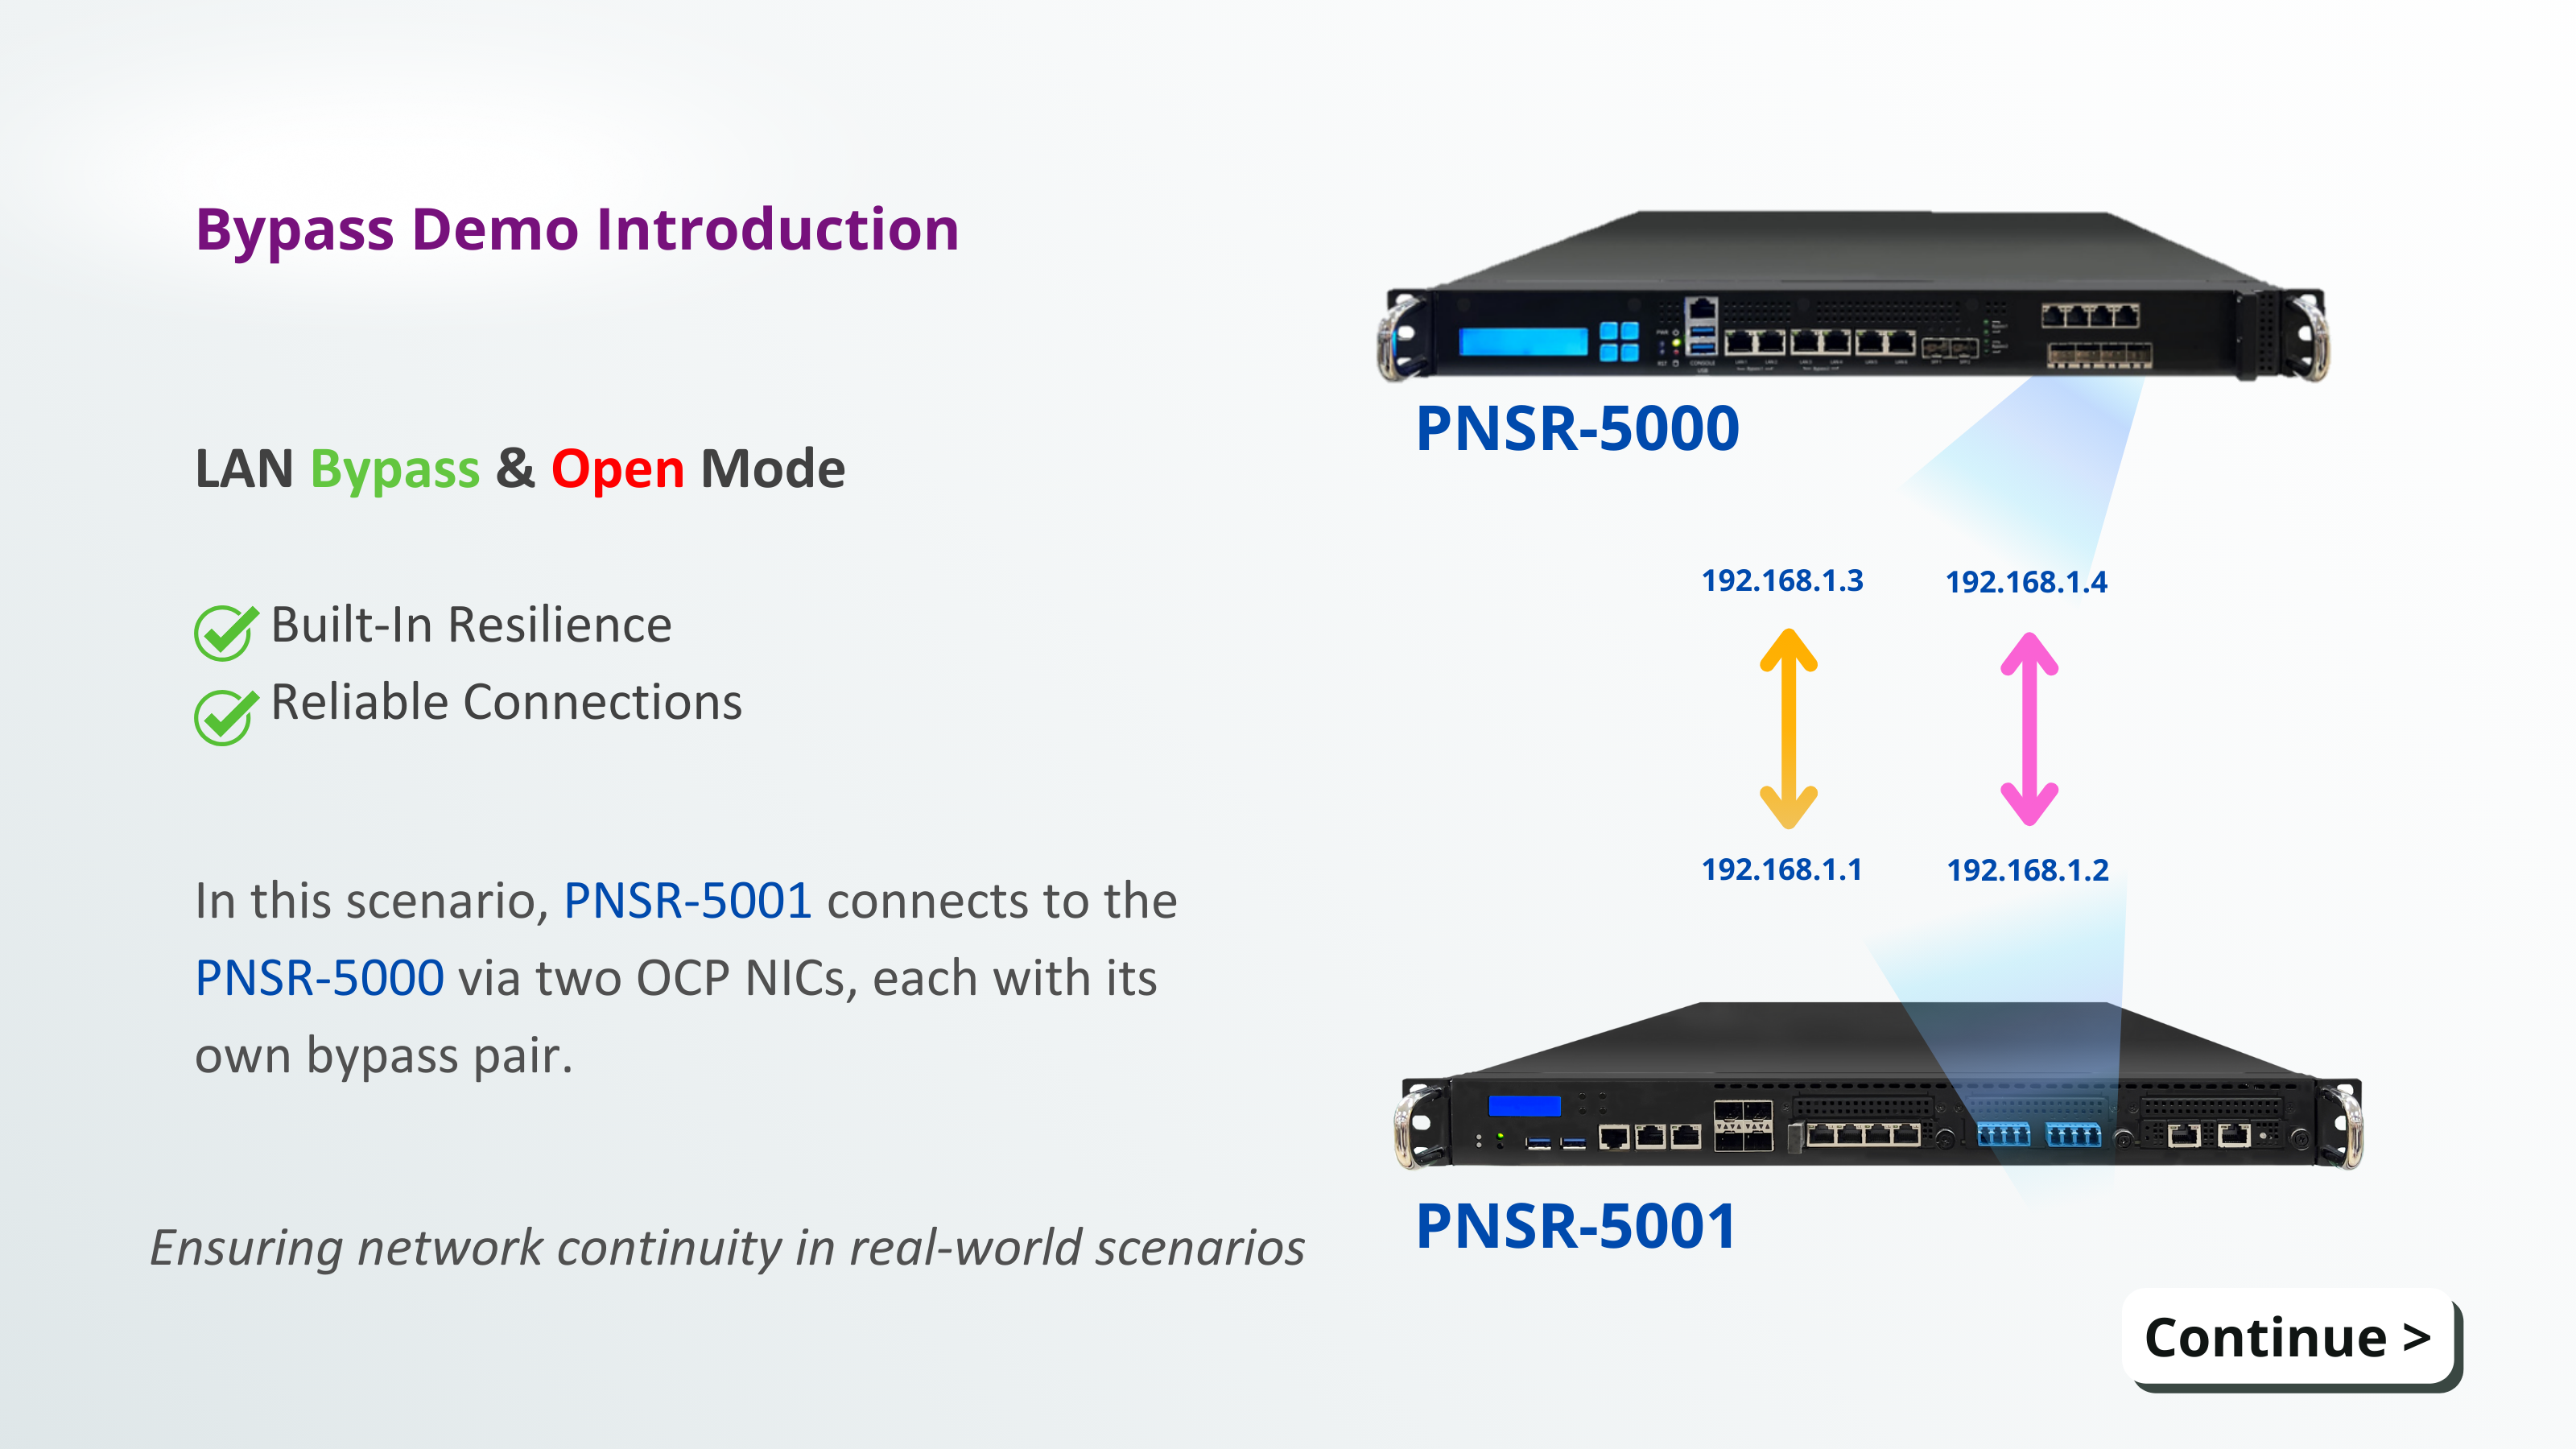 Bypass Demo Introduction
LAN Bypass & Open Mode
Built-In Resilience
Reliable Connections
In this scenario, PNSR-5001 connects to the
PNSR-5000 via two OCP NICs, each with its
own bypass pair.
Ensuring network continuity in real-world scenarios
PNSR-5000
192.168.1.3 192.168.1.4
192.168.1.1 192.168.1.2
PNSR-5001
Continue >